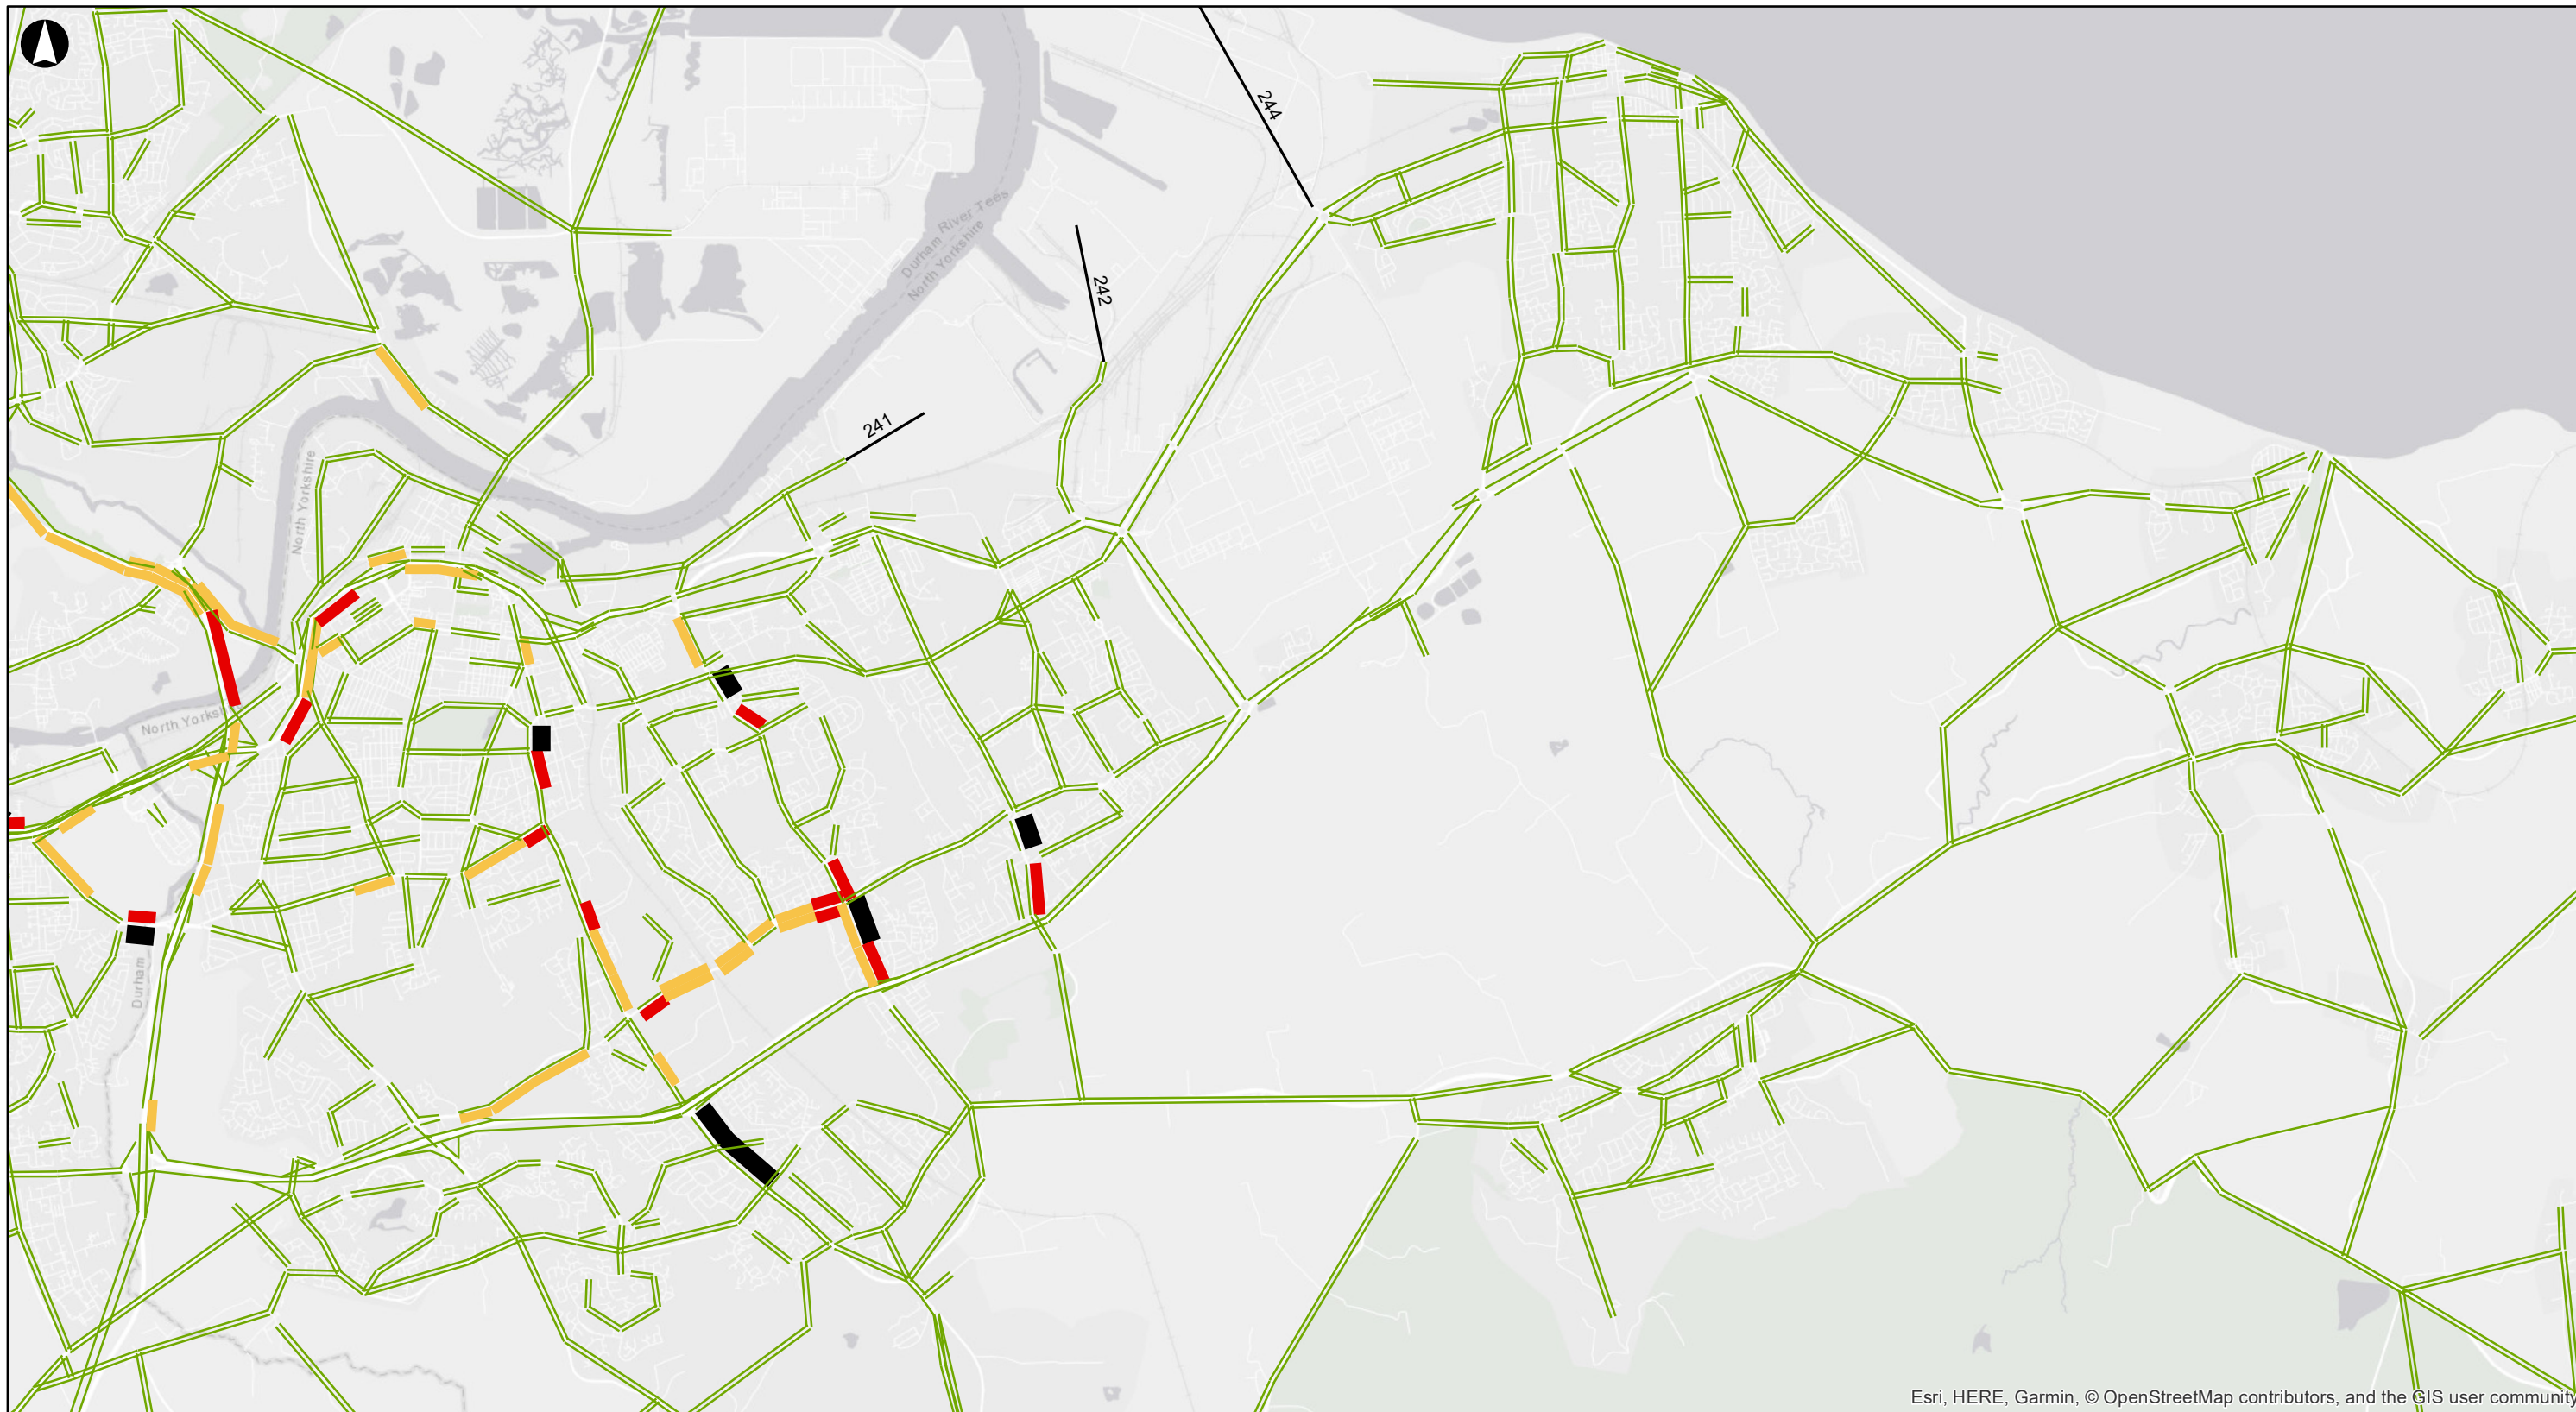 244
Durham River Tees
North Yorkshire
242
241
North Yorkshire
North Yorksh
Durham
Esri, HERE, Garmin, © OpenStreetMap contributors, and the GIS user community